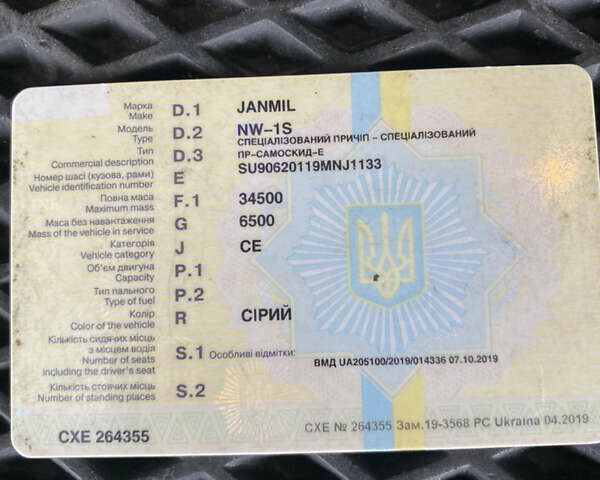 Марка D.1 JANMIL
Make
Модель D.2 NW-1S
Type
СПЕЦІАЛІЗОВАНИЙ ПРИЧІП - СПЕЦІАЛІЗОВАНИЙ
Тип D.3 ПР-САМОСКИД-Е
Commercial description
Номер шасі (кузова, рами) E SU90620119MNJ1133
Vehicle identification number
Повна маса F.1 34500
Maximum mass
Маса без навантаження G 6500
Mass of the vehicle in service
Категорія J CE
Vehicle category
Об'єм двигуна P.1
Capacity
Тип пального P.2
Type of fuel
Колір R СІРИЙ
Color of the vehicle
Кількість сидячих місць
з місцем водія S.1 Особливі відмітки:
Number of seats
including the driver's seat
ВМД UA205100/2019/014336 07.10.2019
Кількість стоячих місць S.2
Number of standing places
СХЕ 264355
СХЕ № 264355 Зам.19-3568 РС Ukraina 04.2019